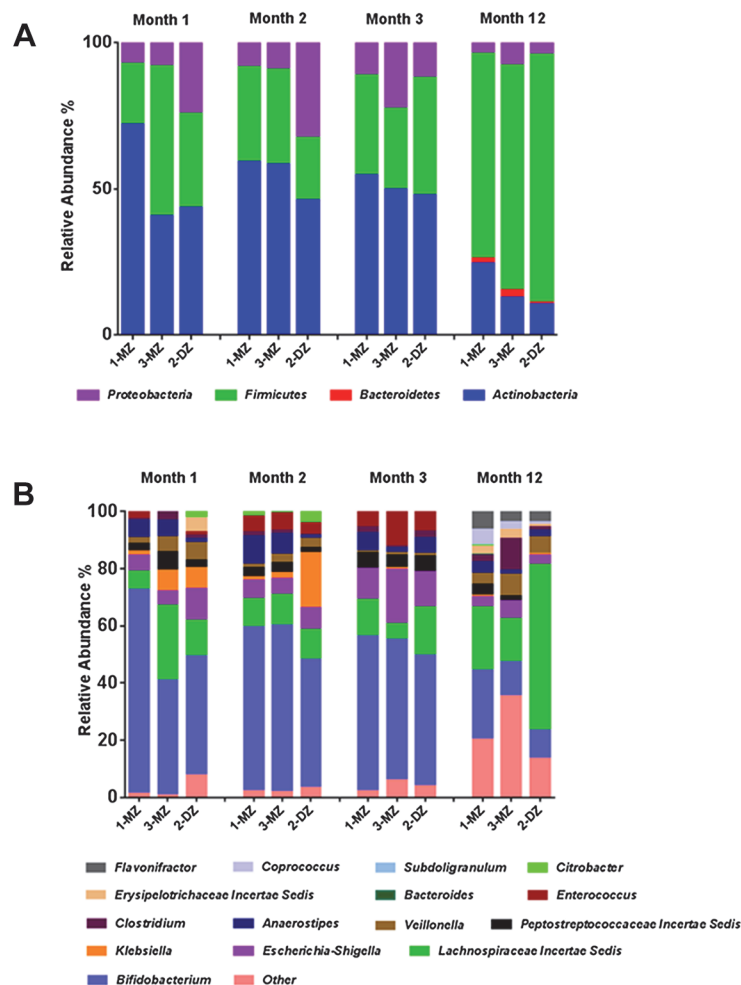 A
Month 1 Month 2 Month 3 Month 12
Relative Abundance %
100
50
0
1-MZ 3-MZ 2-DZ 1-MZ 3-MZ 2-DZ 1-MZ 3-MZ 2-DZ 1-MZ 3-MZ 2-DZ
Proteobacteria Firmicutes Bacteroidetes Actinobacteria
B
Month 1 Month 2 Month 3 Month 12
Relative Abundance %
100
80
60
40
20
0
1-MZ 3-MZ 2-DZ 1-MZ 3-MZ 2-DZ 1-MZ 3-MZ 2-DZ 1-MZ 3-MZ 2-DZ
Flavonifractor Coprococcus Subdoligranulum Citrobacter
Erysipelotrichaceae Incertae Sedis Bacteroides Enterococcus
Clostridium Anaerostipes Veillonella Peptostreptococcaceae Incertae Sedis
Klebsiella Escherichia-Shigella Lachnospiraceae Incertae Sedis
Bifidobacterium Other